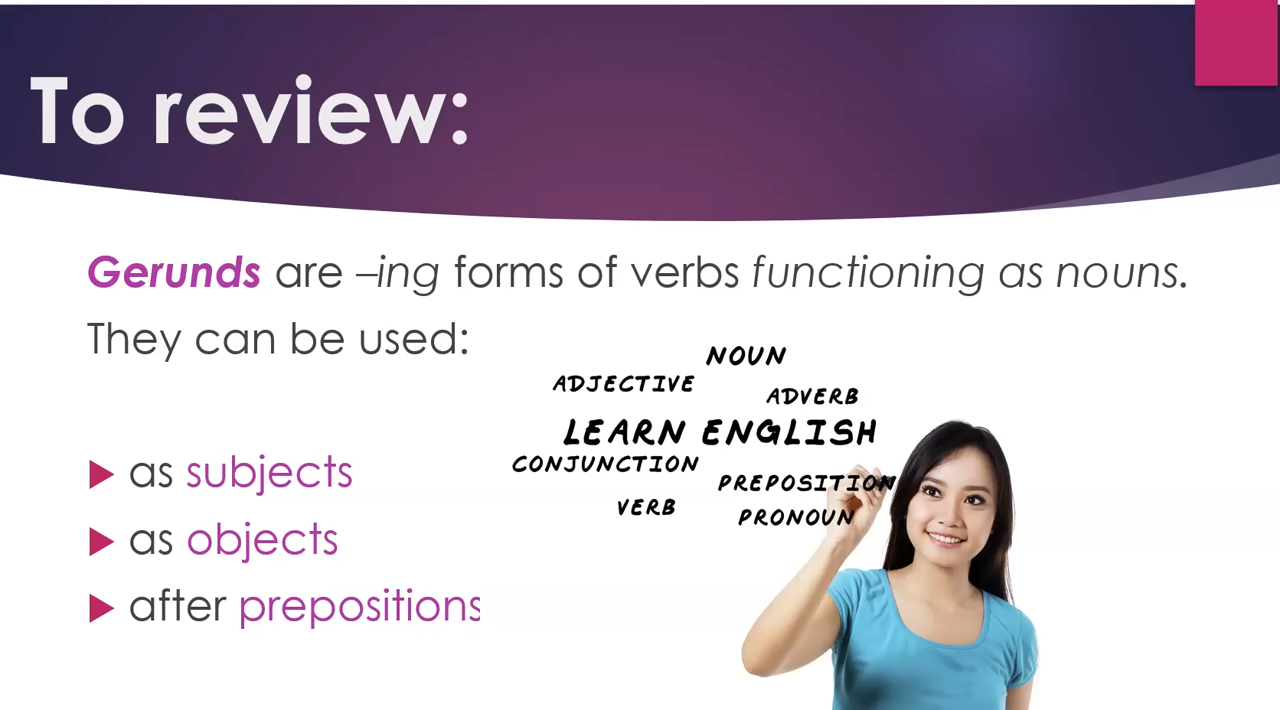 To review:
Gerunds are –ing forms of verbs functioning as nouns.
They can be used:
as subjects
as objects
after prepositions
NOUN
ADJECTIVE
ADVERB
LEARN ENGLISH
CONJUNCTION
PREPOSITION
VERB
PRONOUN